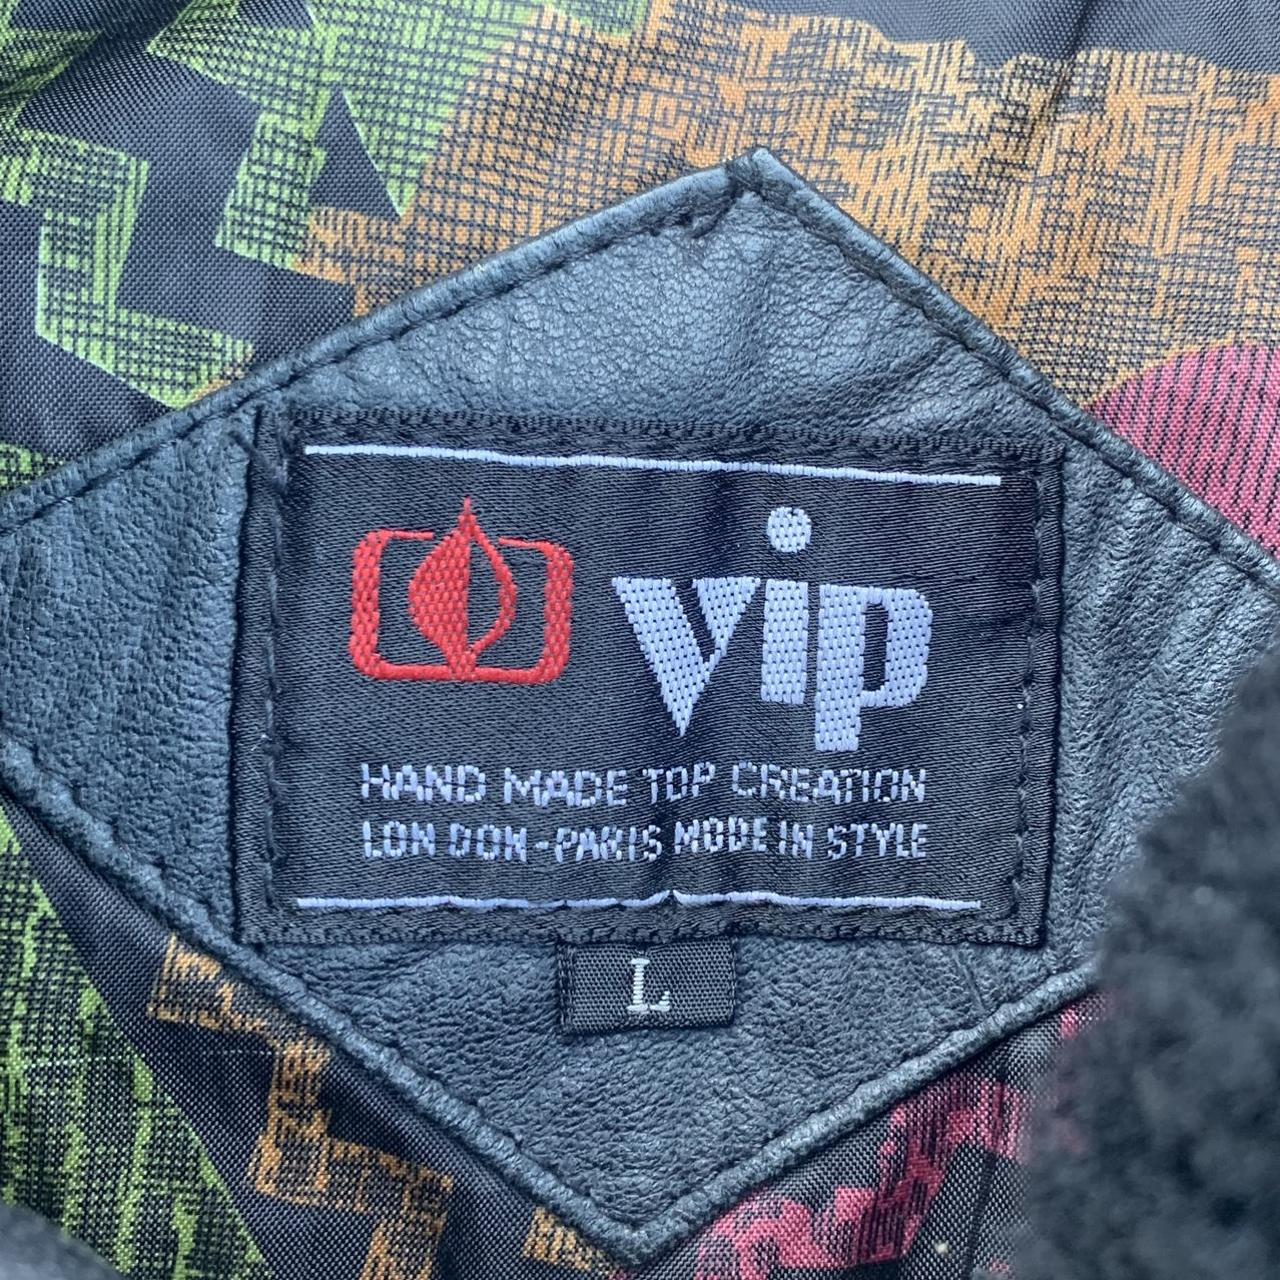 vip
HAND MADE TOP CREATION
LON DON-PARIS MODE IN STYLE
L